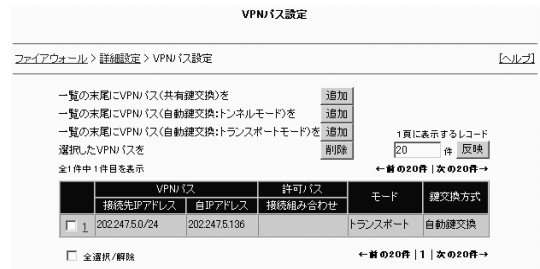 VPNパス設定
ファイアウォール > 詳細設定 > VPNパス設定 [ヘルプ]
一覧の末尾にVPNパス(共有鍵交換)を 追加
一覧の末尾にVPNパス(自動鍵交換:トンネルモード)を 追加
一覧の末尾にVPNパス(自動鍵交換:トランスポートモード)を 追加
選択したVPNパスを 削除
1頁に表示するレコード
20 件 反映
全1件中1件目を表示 ←前の20件|次の20件→
VPNパス 許可パス モード 鍵交換方式
接続先IPアドレス 自IPアドレス 接続組み合わせ
1 202.247.5.0/24 202.247.5.136 トランスポート 自動鍵交換
全選択/解除 ←前の20件|1|次の20件→